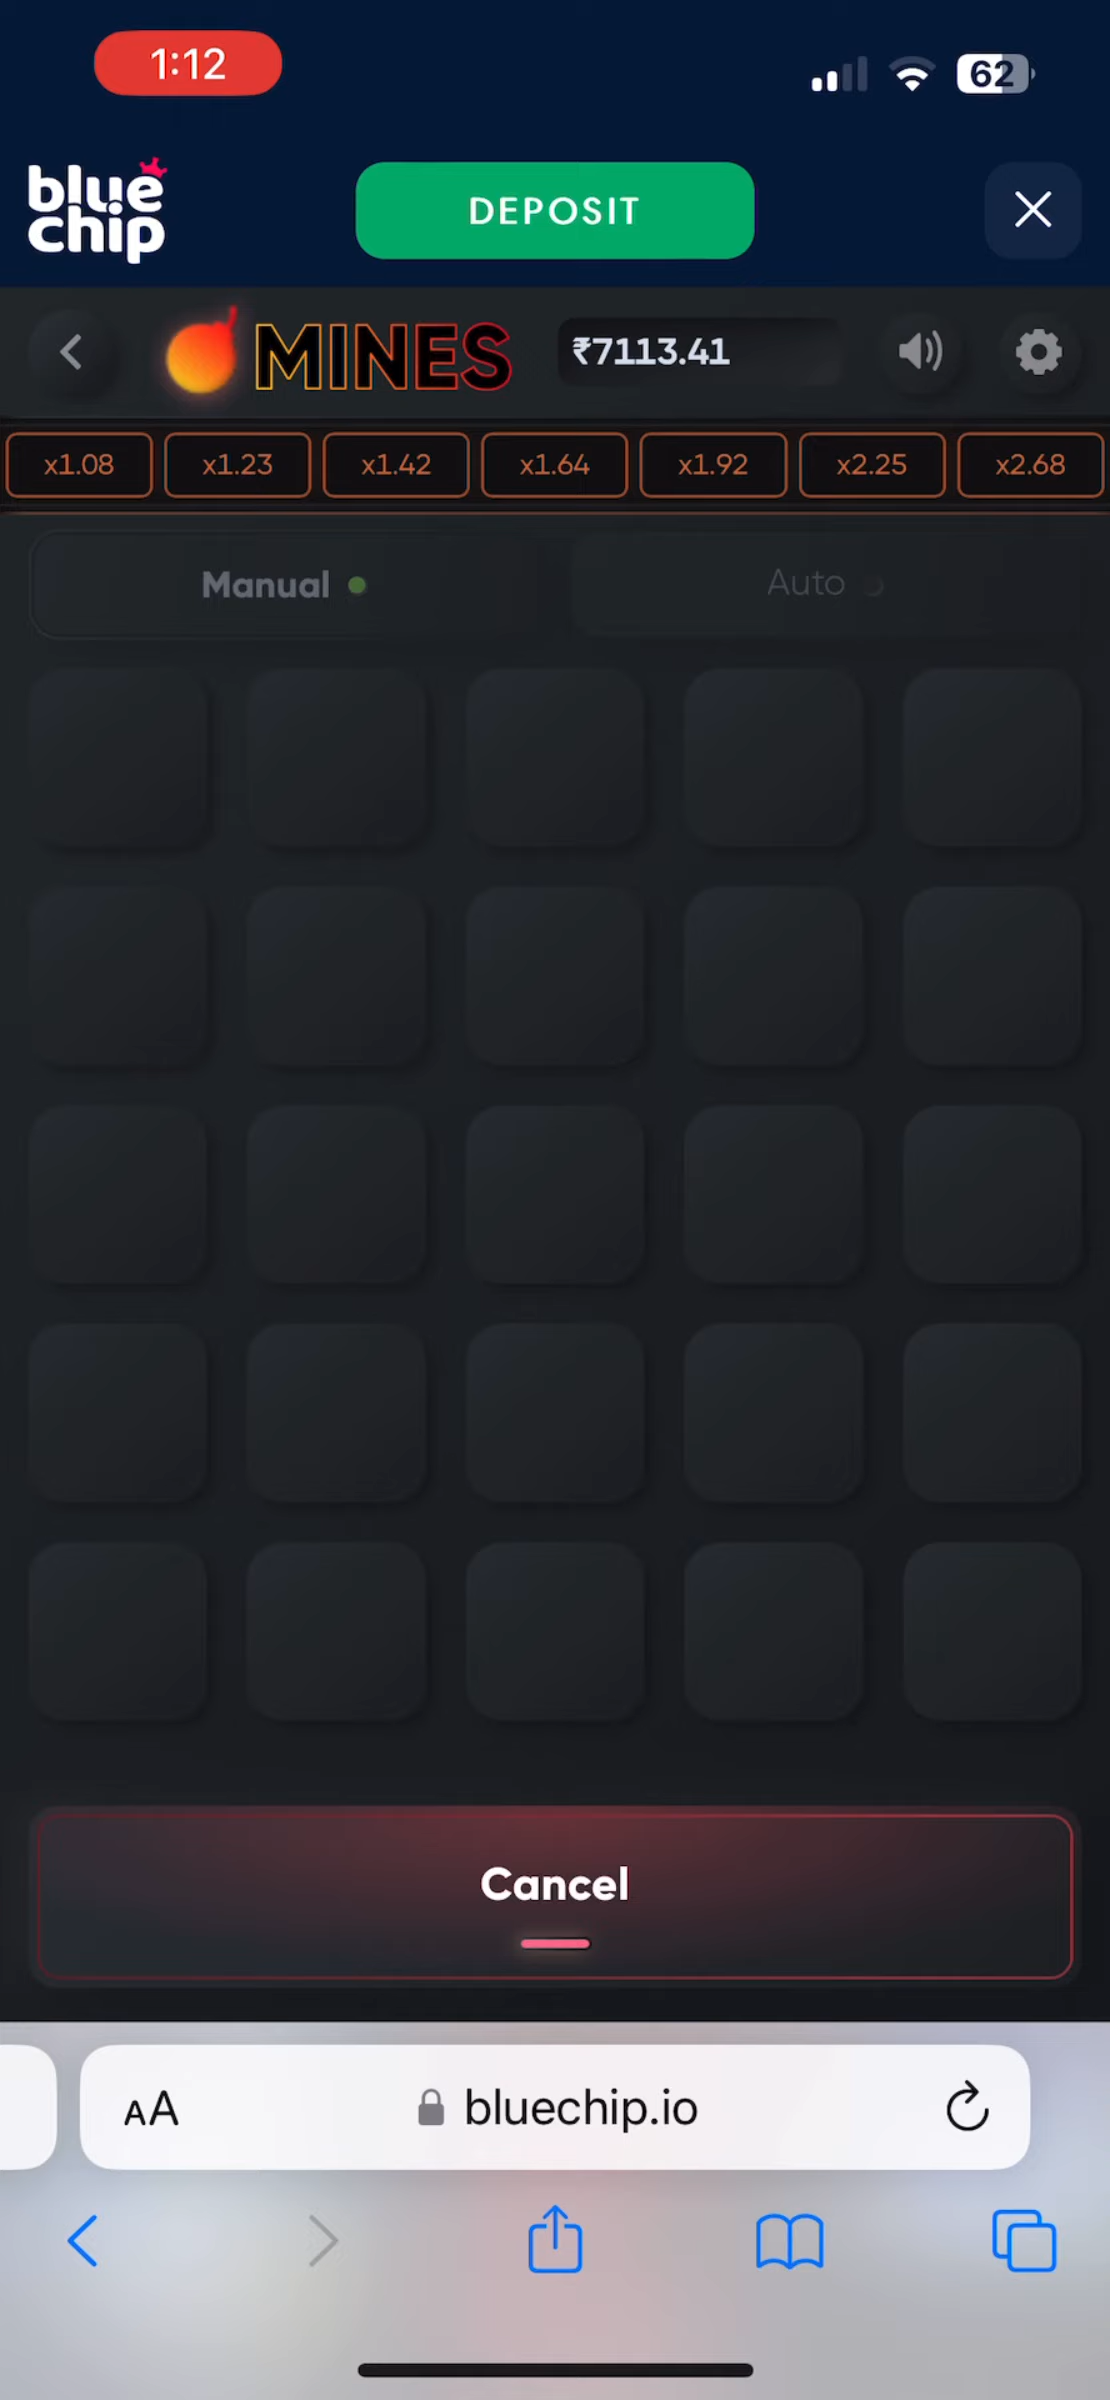 1:12
62
blue
chip
DEPOSIT
MINES
₹7113.41
x1.08
x1.23
x1.42
x1.64
x1.92
x2.25
x2.68
Manual
Auto
Cancel
AA
bluechip.io